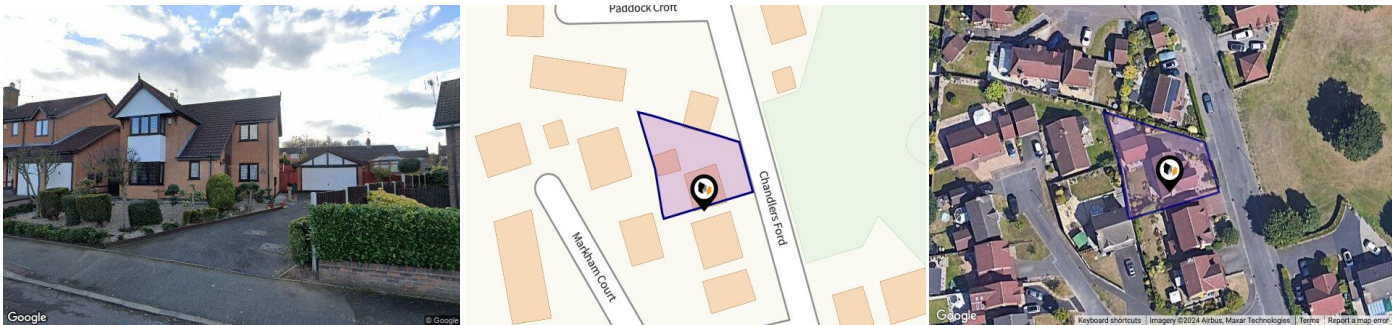 Google
© Google
Paddock Croft
Chandlers Ford
Markham Court
Google
Keyboard shortcuts
Imagery ©2024 Airbus, Maxar Technologies
Terms
Report a map error